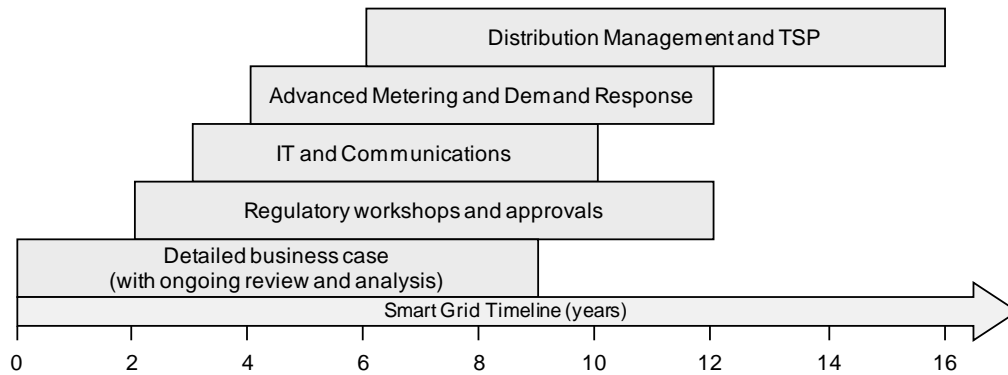 Distribution Management and TSP
Advanced Metering and Demand Response
IT and Communications
Regulatory workshops and approvals
Detailed business case
(with ongoing review and analysis)
Smart Grid Timeline (years)
0 2 4 6 8 10 12 14 16